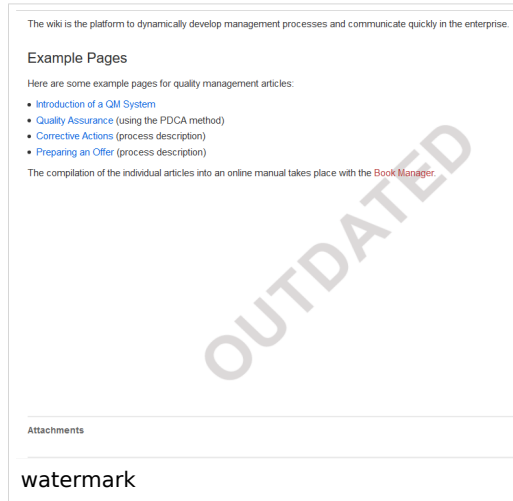 The wiki is the platform to dynamically develop management processes and communicate quickly in the enterprise.
Example Pages
Here are some example pages for quality management articles:
• Introduction of a QM System
• Quality Assurance (using the PDCA method)
• Corrective Actions (process description)
• Preparing an Offer (process description)
The compilation of the individual articles into an online manual takes place with the Book Manager.
OUTDATED
Attachments
watermark